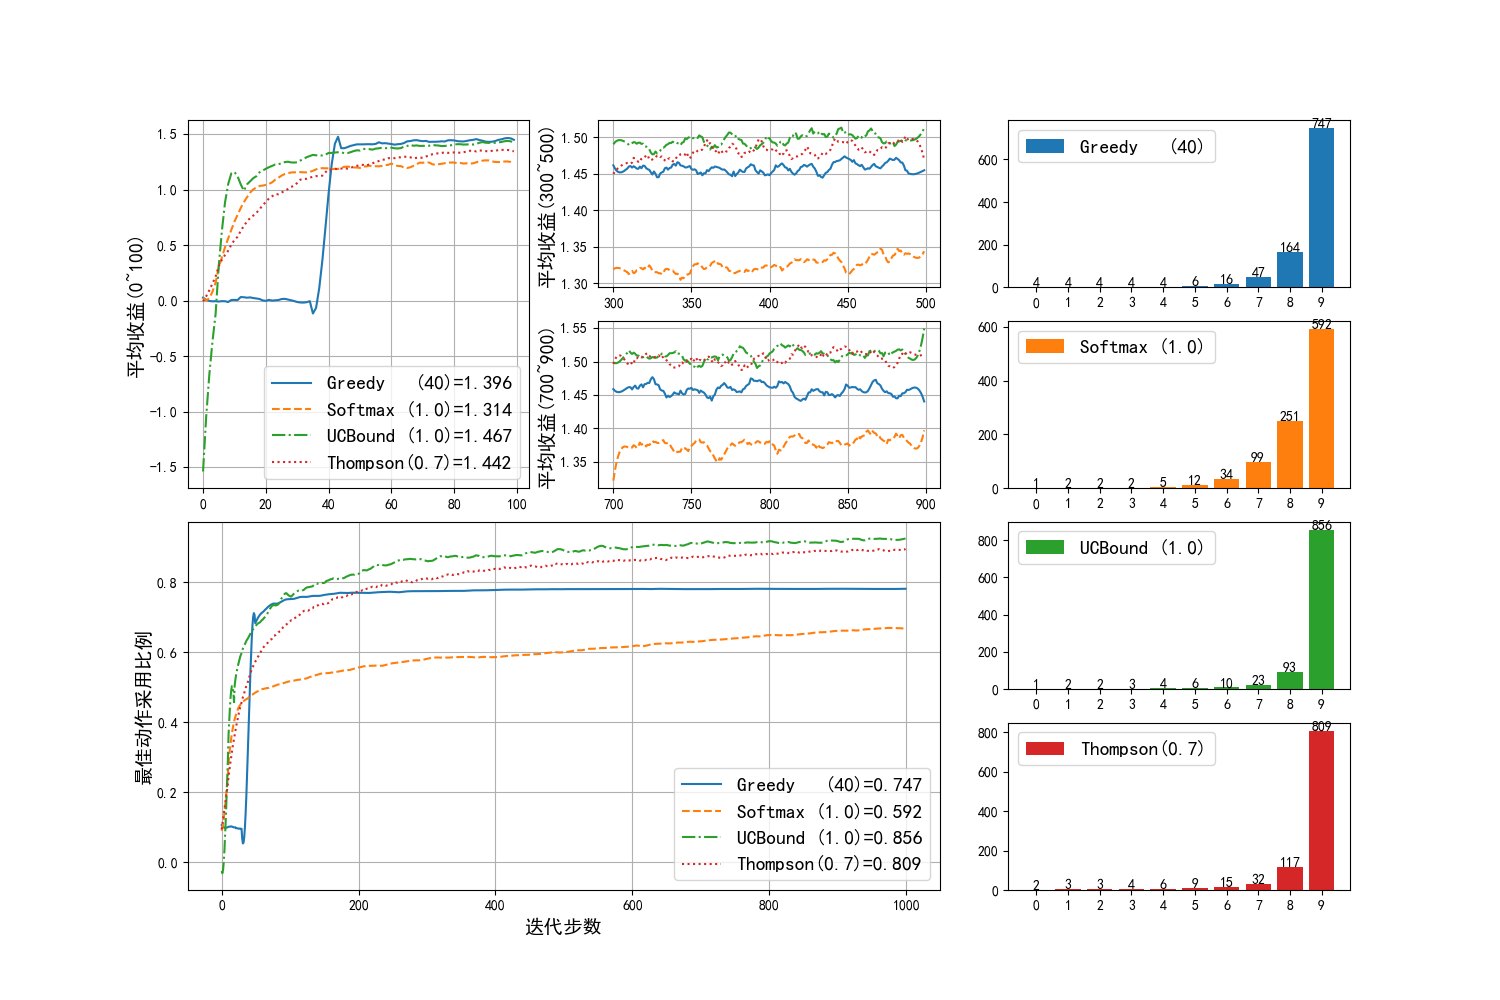 平均收益(0~100)
1.5
1.0
0.5
0.0
−0.5
−1.0
−1.5
0 20 40 60 80 100
Greedy (40)=1.396
Softmax (1.0)=1.314
UCBound (1.0)=1.467
Thompson(0.7)=1.442
平均收益(300~500)
1.50
1.45
1.40
1.35
1.30
300 350 400 450 500
平均收益(700~900)
1.55
1.50
1.45
1.40
1.35
700 750 800 850 900
最佳动作采用比例
0.8
0.6
0.4
0.2
0.0
0 200 400 600 800 1000
迭代步数
Greedy (40)=0.747
Softmax (1.0)=0.592
UCBound (1.0)=0.856
Thompson(0.7)=0.809
Greedy (40)
600
400
200
0
4 4 4 4 4 6 16 47 164 747
0 1 2 3 4 5 6 7 8 9
Softmax (1.0)
600
400
200
0
1 2 2 2 5 12 34 99 251 592
0 1 2 3 4 5 6 7 8 9
UCBound (1.0)
800
600
400
200
0
1 2 2 3 4 6 10 23 93 856
0 1 2 3 4 5 6 7 8 9
Thompson(0.7)
800
600
400
200
0
2 3 3 4 6 9 15 32 117 809
0 1 2 3 4 5 6 7 8 9